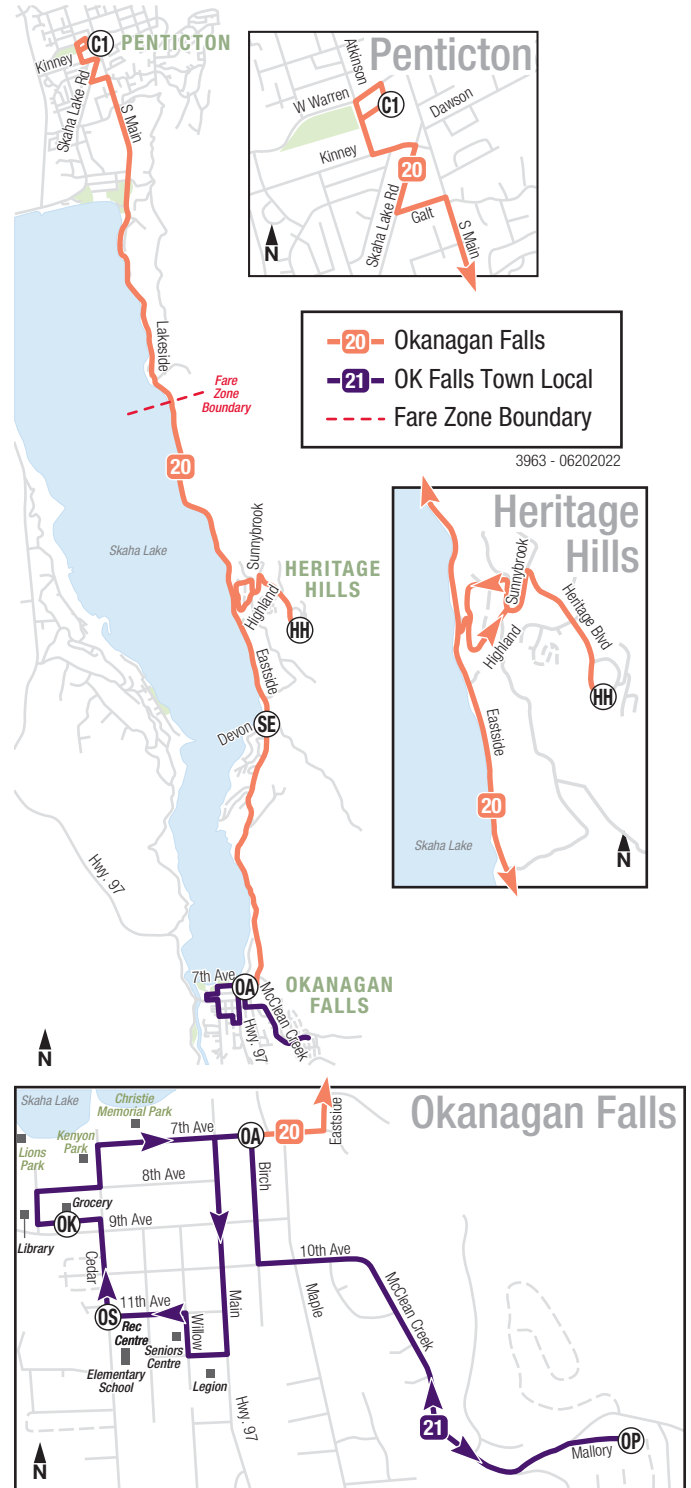 C1
PENTICTON
Kinney
Skaha Lake Rd
S Main
Lakeside
Fare
Zone
Boundary
20
Skaha Lake
Sunnybrook
HERITAGE
HILLS
Highland
HH
Eastside
Devon
SE
Hwy. 97
7th Ave
OA
OKANAGAN
FALLS
McClean Creek
Hwy. 97
N
Penticton
Atkinson
W Warren
C1
Dawson
Kinney
20
Skaha Lake Rd
Galt
S Main
N
20 Okanagan Falls
21 OK Falls Town Local
Fare Zone Boundary
3963 - 06202022
Heritage
Hills
Sunnybrook
Heritage Blvd
Highland
HH
Eastside
20
Skaha Lake
N
Okanagan Falls
Skaha Lake
Christie
Memorial Park
Kenyon
Park
Lions
Park
7th Ave
OA
20
Eastside
8th Ave
Birch
Grocery
OK
9th Ave
Library
Cedar
10th Ave
Main
Maple
McClean Creek
11th Ave
OS
Rec
Centre
Willow
Seniors
Centre
Elementary
School
Legion
Hwy. 97
21
Mallory
OP
N